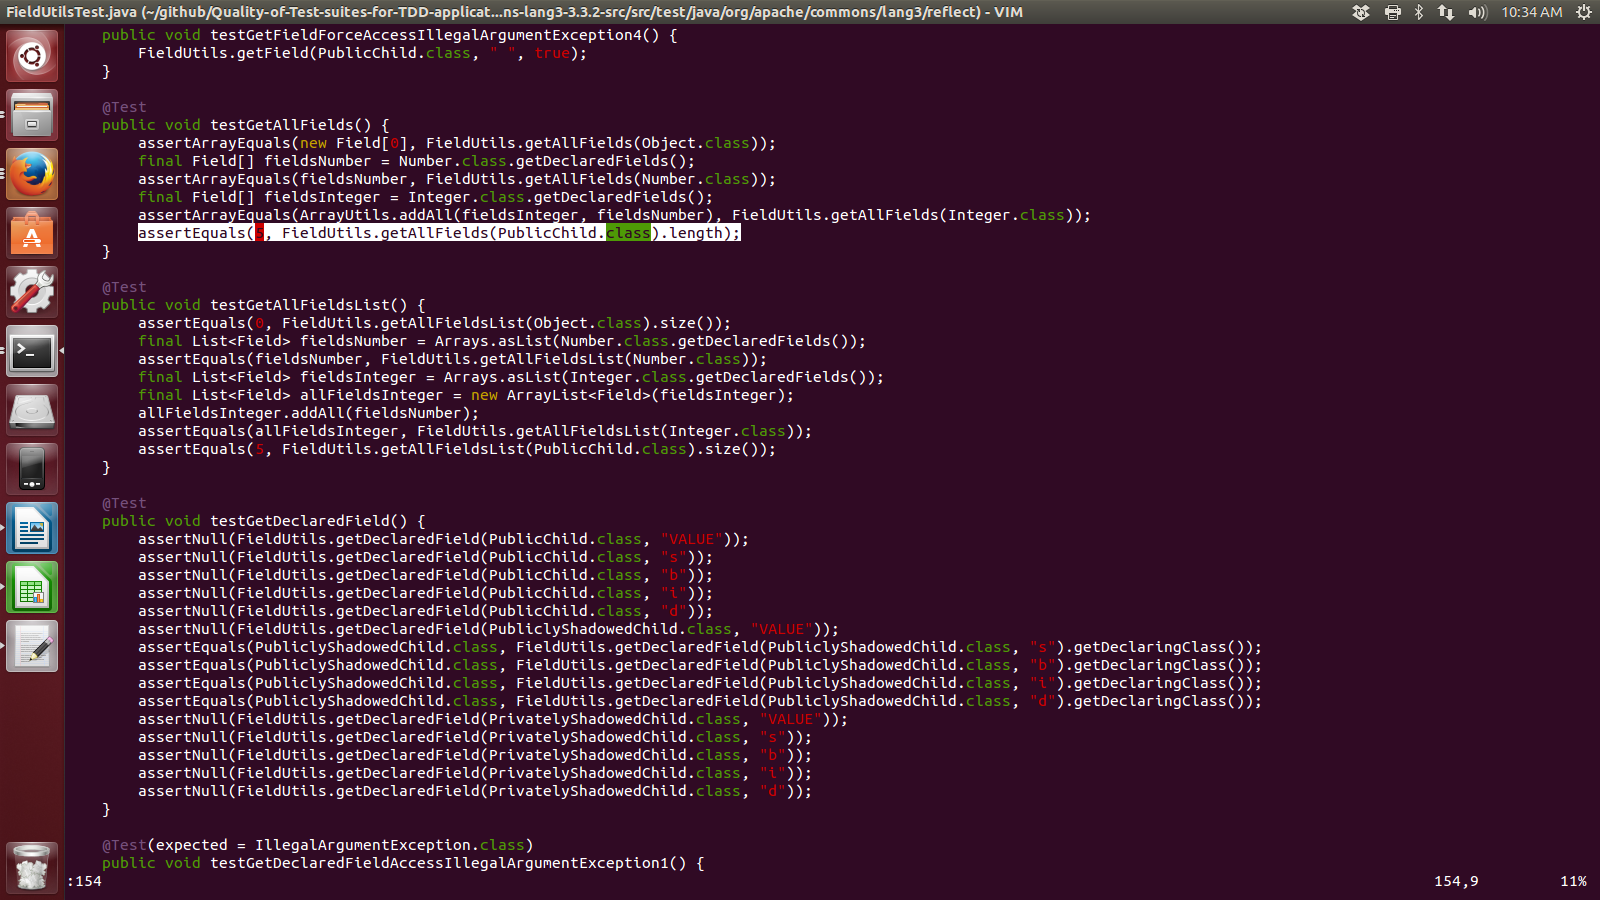 FieldUtilsTest.java (~/github/Quality-of-Test-suites-for-TDD-applicat...ns-lang3-3.3.2-src/src/test/java/org/apache/commons/lang3/reflect) - VIM
10:34 AM
public void testGetFieldForceAccessIllegalArgumentException4() {
FieldUtils.getField(PublicChild.class, " ", true);
}
@Test
public void testGetAllFields() {
assertArrayEquals(new Field[0], FieldUtils.getAllFields(Object.class));
final Field[] fieldsNumber = Number.class.getDeclaredFields();
assertArrayEquals(fieldsNumber, FieldUtils.getAllFields(Number.class));
final Field[] fieldsInteger = Integer.class.getDeclaredFields();
assertArrayEquals(ArrayUtils.addAll(fieldsInteger, fieldsNumber), FieldUtils.getAllFields(Integer.class));
assertEquals(5, FieldUtils.getAllFields(PublicChild.class).length);
}
@Test
public void testGetAllFieldsList() {
assertEquals(0, FieldUtils.getAllFieldsList(Object.class).size());
final List<Field> fieldsNumber = Arrays.asList(Number.class.getDeclaredFields());
assertEquals(fieldsNumber, FieldUtils.getAllFieldsList(Number.class));
final List<Field> fieldsInteger = Arrays.asList(Integer.class.getDeclaredFields());
final List<Field> allFieldsInteger = new ArrayList<Field>(fieldsInteger);
allFieldsInteger.addAll(fieldsNumber);
assertEquals(allFieldsInteger, FieldUtils.getAllFieldsList(Integer.class));
assertEquals(5, FieldUtils.getAllFieldsList(PublicChild.class).size());
}
@Test
public void testGetDeclaredField() {
assertNull(FieldUtils.getDeclaredField(PublicChild.class, "VALUE"));
assertNull(FieldUtils.getDeclaredField(PublicChild.class, "s"));
assertNull(FieldUtils.getDeclaredField(PublicChild.class, "b"));
assertNull(FieldUtils.getDeclaredField(PublicChild.class, "i"));
assertNull(FieldUtils.getDeclaredField(PublicChild.class, "d"));
assertNull(FieldUtils.getDeclaredField(PubliclyShadowedChild.class, "VALUE"));
assertEquals(PubliclyShadowedChild.class, FieldUtils.getDeclaredField(PubliclyShadowedChild.class, "s").getDeclaringClass());
assertEquals(PubliclyShadowedChild.class, FieldUtils.getDeclaredField(PubliclyShadowedChild.class, "b").getDeclaringClass());
assertEquals(PubliclyShadowedChild.class, FieldUtils.getDeclaredField(PubliclyShadowedChild.class, "i").getDeclaringClass());
assertEquals(PubliclyShadowedChild.class, FieldUtils.getDeclaredField(PubliclyShadowedChild.class, "d").getDeclaringClass());
assertNull(FieldUtils.getDeclaredField(PrivatelyShadowedChild.class, "VALUE"));
assertNull(FieldUtils.getDeclaredField(PrivatelyShadowedChild.class, "s"));
assertNull(FieldUtils.getDeclaredField(PrivatelyShadowedChild.class, "b"));
assertNull(FieldUtils.getDeclaredField(PrivatelyShadowedChild.class, "i"));
assertNull(FieldUtils.getDeclaredField(PrivatelyShadowedChild.class, "d"));
}
@Test(expected = IllegalArgumentException.class)
public void testGetDeclaredFieldAccessIllegalArgumentException1() {
:154 154,9 11%